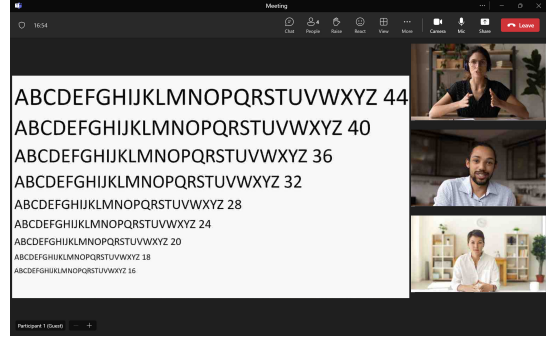 Meeting
16:54
Chat
4
People
Raise
React
View
More
Camera
Mic
Share
Leave
ABCDEFGHIJKLMNOPQRSTUVWXYZ 44
ABCDEFGHIJKLMNOPQRSTUVWXYZ 40
ABCDEFGHIJKLMNOPQRSTUVWXYZ 36
ABCDEFGHIJKLMNOPQRSTUVWXYZ 32
ABCDEFGHIJKLMNOPQRSTUVWXYZ 28
ABCDEFGHIJKLMNOPQRSTUVWXYZ 24
ABCDEFGHIJKLMNOPQRSTUVWXYZ 20
ABCDEFGHIJKLMNOPQRSTUVWXYZ 18
ABCDEFGHIJKLMNOPQRSTUVWXYZ 16
Participant 1 (Guest)